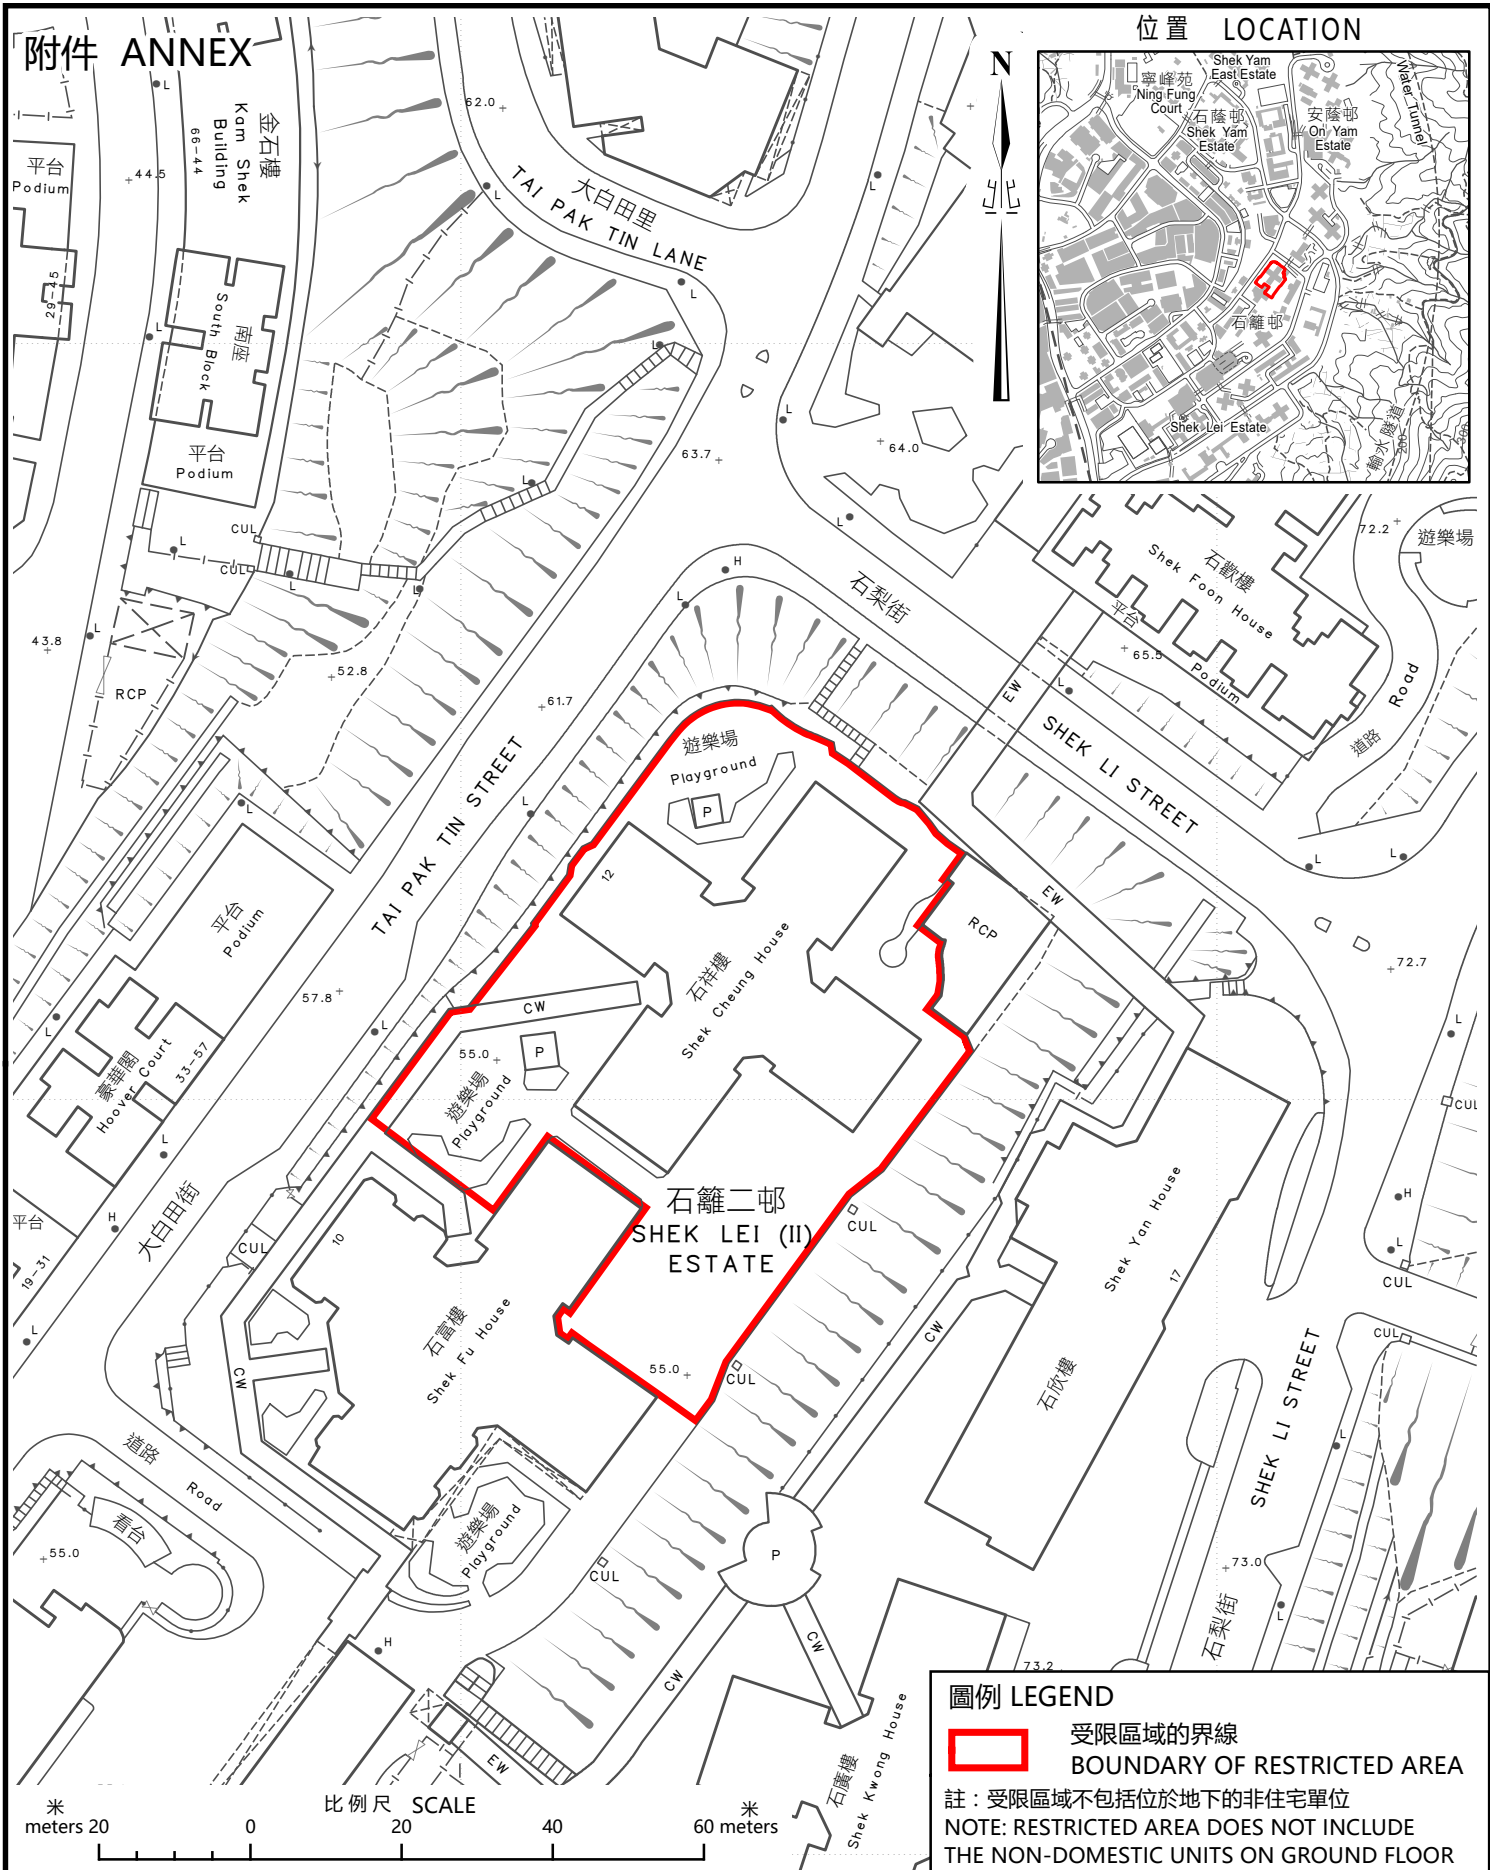 附件 ANNEX
位置 LOCATION
N
北
寧峰苑
Ning Fung
Court
Shek Yam
East Estate
石蔭邨
Shek Yam
Estate
安蔭邨
On Yam
Estate
Water Tunnel
石籬邨
Shek Lei Estate
輸水隧道
200
300
平台
Podium
44.5
66-44
Kam Shek
Building
金石樓
62.0
大白田里
TAI PAK TIN LANE
29-45
南座
South Block
平台
Podium
63.7
64.0
CUL
CUL
43.8
RCP
52.8
61.7
石梨街
SHEK LI STREET
石歡樓
Shek Foon House
平台
Podium
65.5
72.2
遊樂場
道路
Road
EW
EW
TAI PAK TIN STREET
遊樂場
Playground
P
12
石祥樓
Shek Cheung House
RCP
72.7
平台
Podium
57.8
CW
55.0
P
遊樂場
Playground
豪華閣
Hoover Court
33-57
大白田街
平台
19-31
H
CUL
10
石籬二邨
SHEK LEI (II)
ESTATE
CUL
石富樓
Shek Fu House
CW
55.0
CUL
Shek Yan House
17
石欣樓
CW
H
CUL
CUL
CUL
SHEK LI STREET
石梨街
73.0
73.2
道路
Road
看台
55.0
遊樂場
Playground
CUL
H
P
CW
CW
EW
石廣樓
Shek Kwong House
圖例 LEGEND
受限區域的界線
BOUNDARY OF RESTRICTED AREA
註：受限區域不包括位於地下的非住宅單位
NOTE: RESTRICTED AREA DOES NOT INCLUDE
THE NON-DOMESTIC UNITS ON GROUND FLOOR
比例尺 SCALE
米 米
meters 20 0 20 40 60 meters